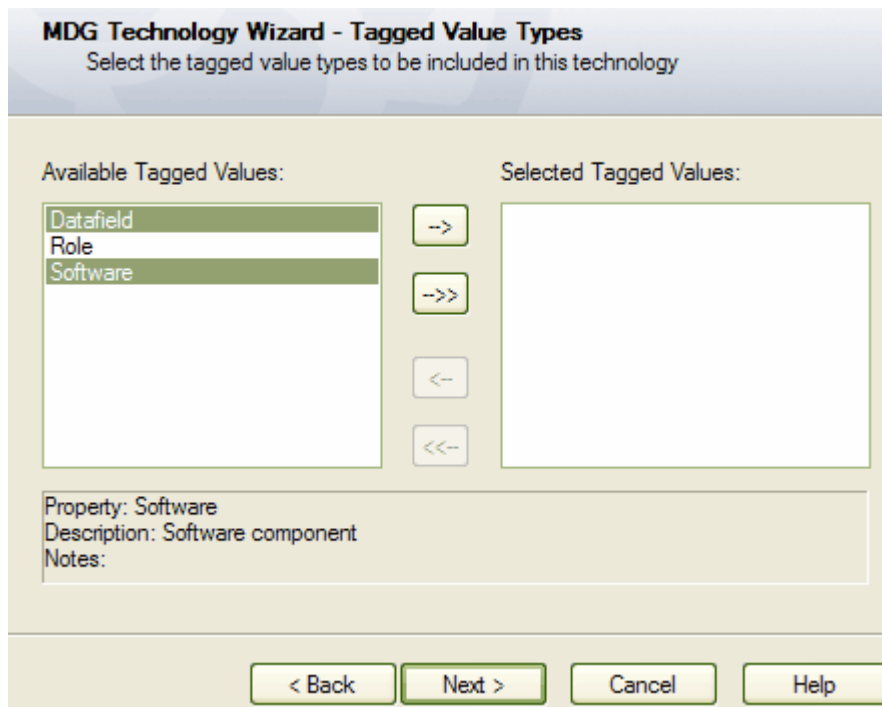 MDG Technology Wizard - Tagged Value Types
Select the tagged value types to be included in this technology
Available Tagged Values:
Selected Tagged Values:
Datafield
Role
Software
-->
-->>
<--
<<--
Property: Software
Description: Software component
Notes:
< Back
Next >
Cancel
Help